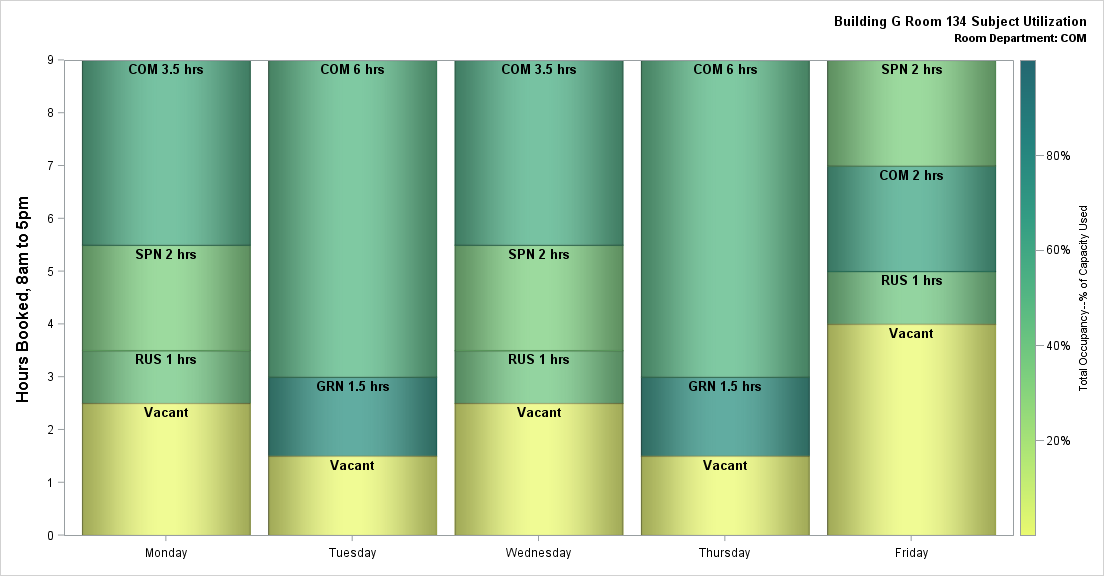 Building G Room 134 Subject Utilization
Room Department: COM
Hours Booked, 8am to 5pm
9
8
7
6
5
4
3
2
1
0
COM 3.5 hrs
SPN 2 hrs
RUS 1 hrs
Vacant
Monday
COM 6 hrs
GRN 1.5 hrs
Vacant
Tuesday
COM 3.5 hrs
SPN 2 hrs
RUS 1 hrs
Vacant
Wednesday
COM 6 hrs
GRN 1.5 hrs
Vacant
Thursday
SPN 2 hrs
COM 2 hrs
RUS 1 hrs
Vacant
Friday
80%
60%
40%
20%
Total Occupancy--% of Capacity Used